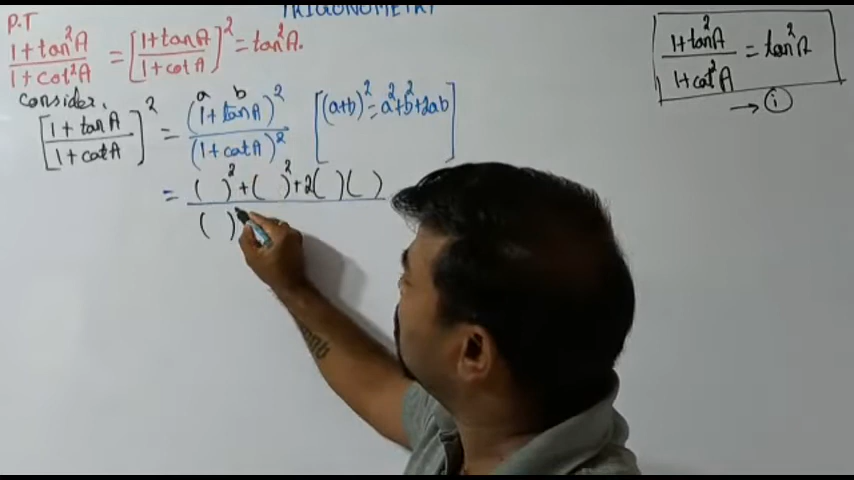 TRIGONOMETRY
P.T
(1+tan²A)/(1+cot²A) = [(1+tanA)/(1+cotA)]² = tan²A.
consider,
a b
[(1+tanA)/(1+cotA)]² = (1+tanA)²/(1+cotA)² [(a+b)² = a²+b²+2ab]
= (( )²+( )²+2( )( ))/(( )
(1+tan²A)/(1+cot²A) = tan²A
→ (i)